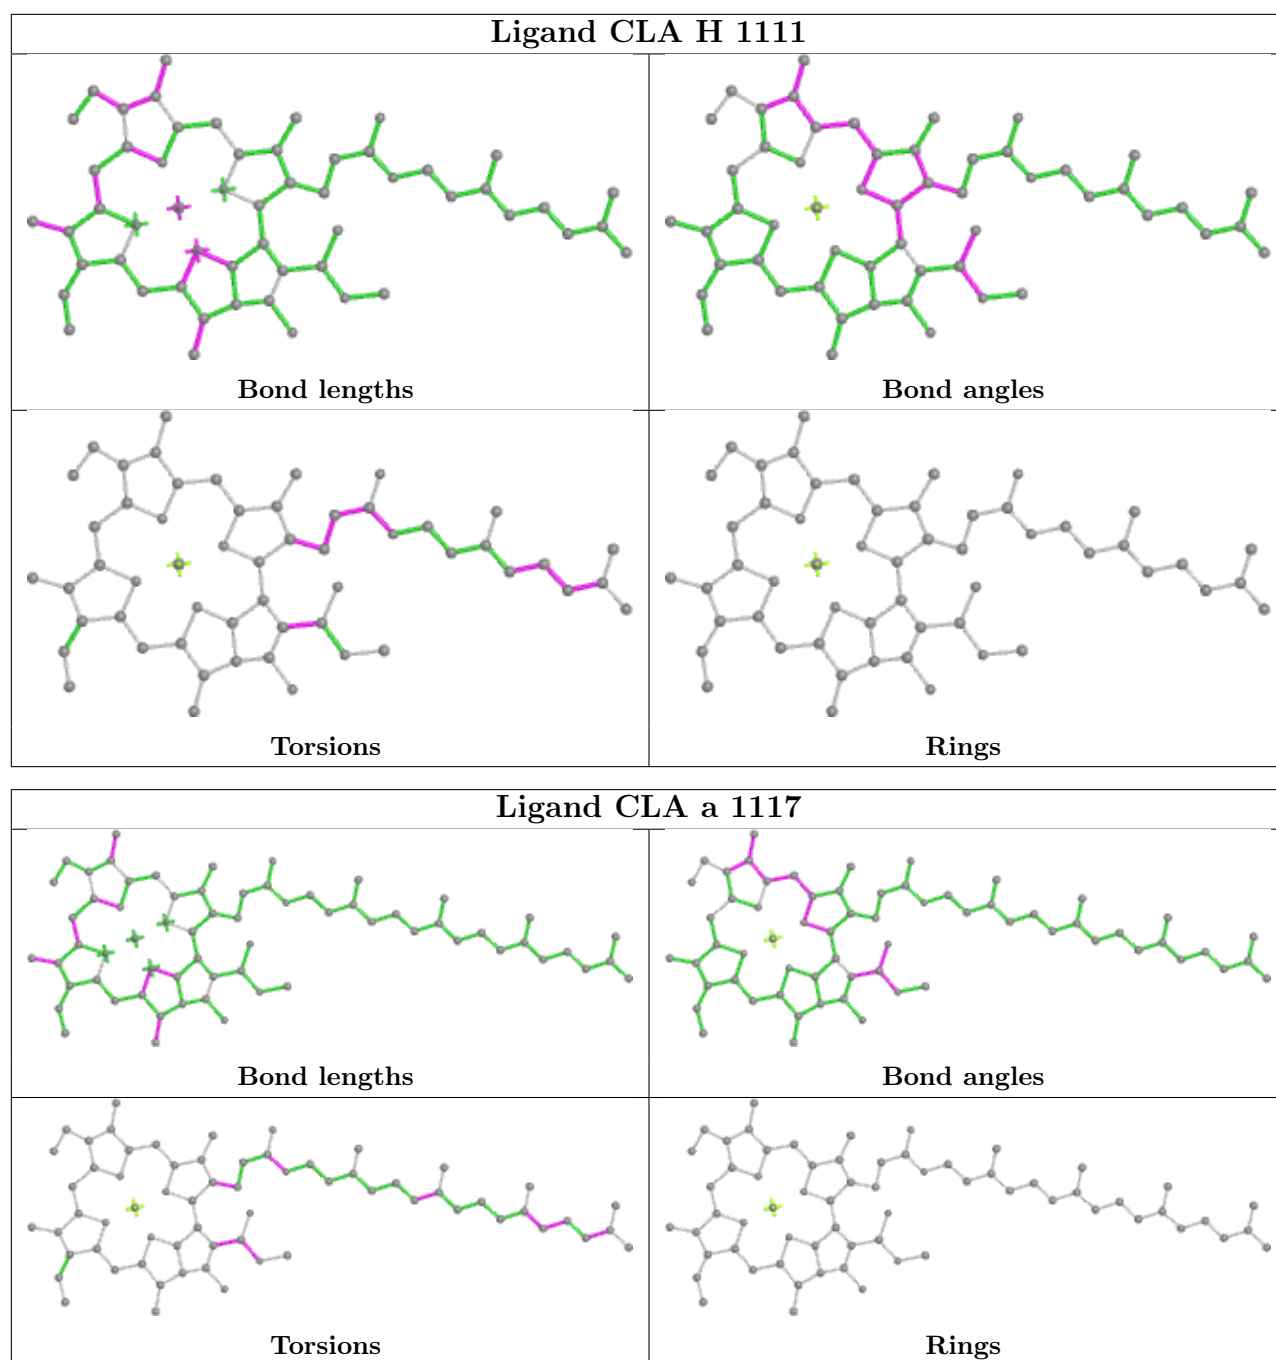 Ligand CLA H 1111
Bond lengths
Bond angles
Torsions
Rings
Ligand CLA a 1117
Bond lengths
Bond angles
Torsions
Rings